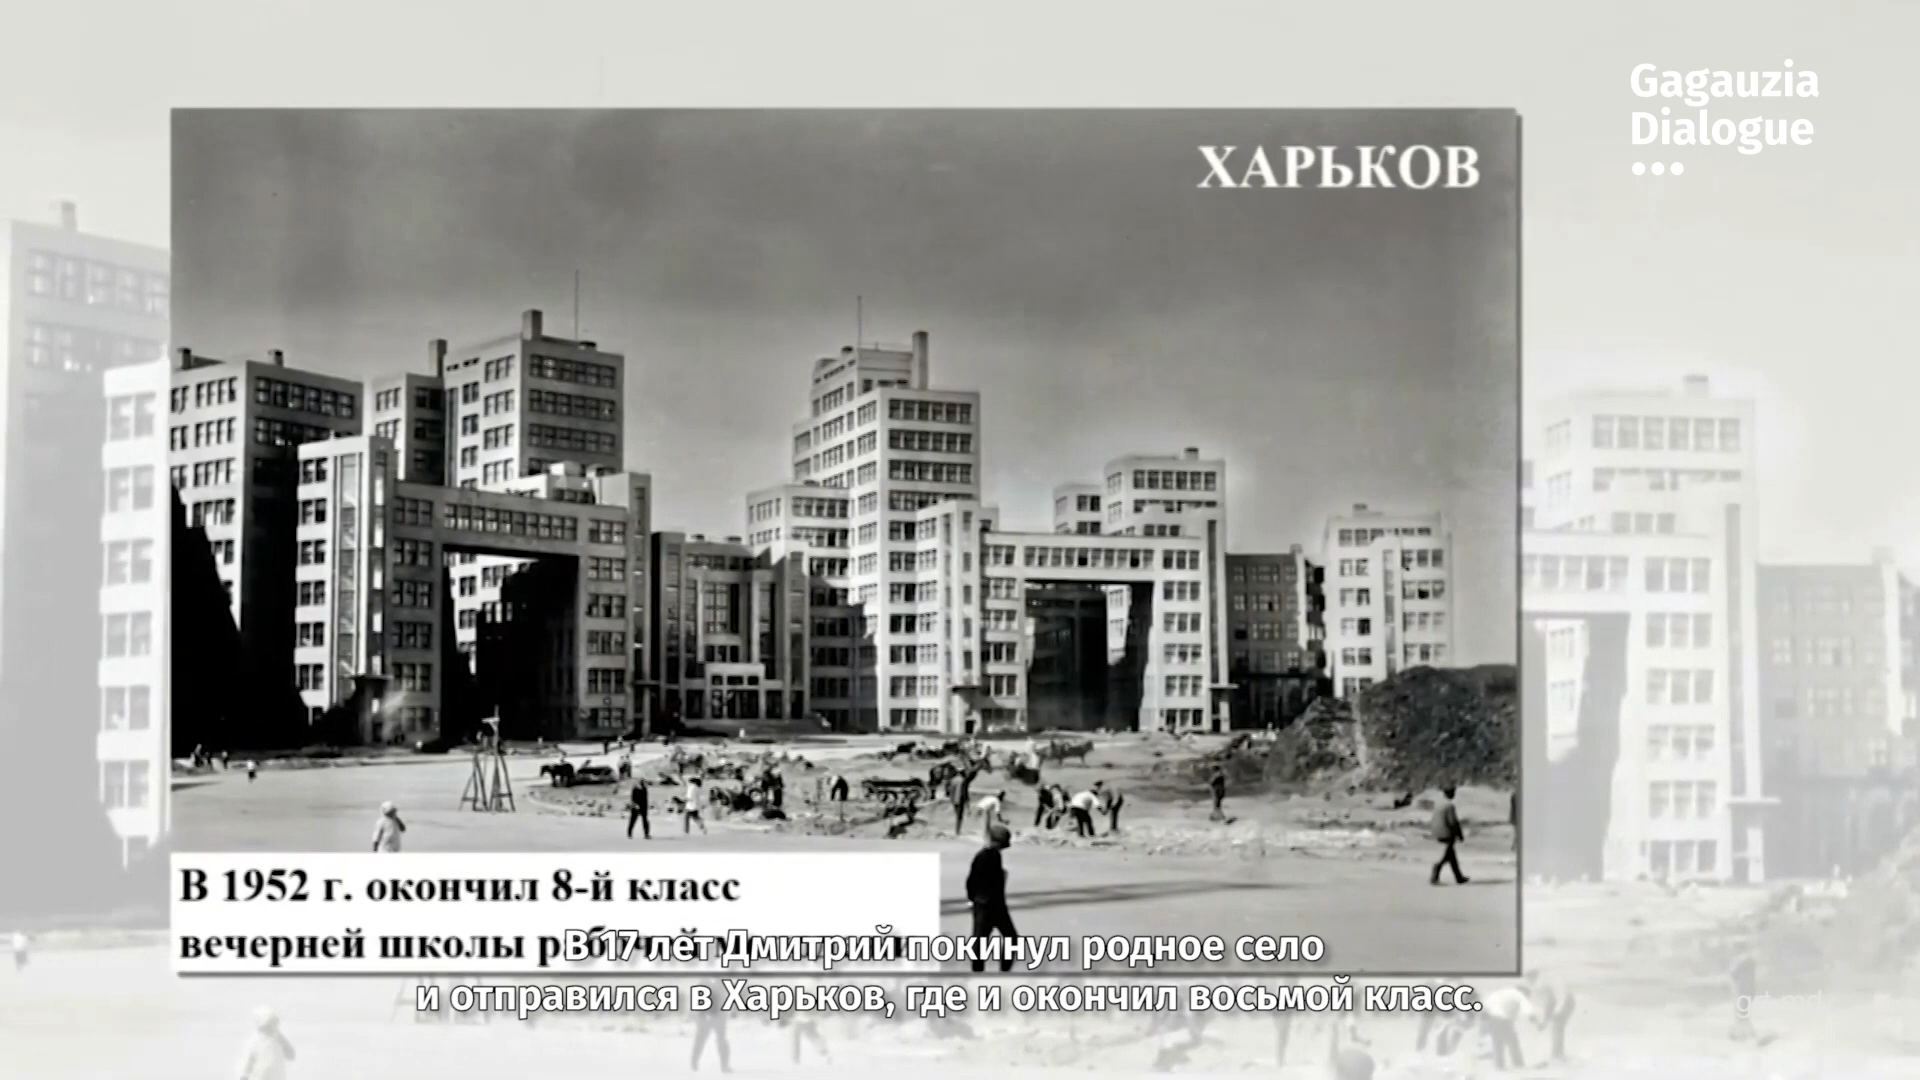 Gagauzia
Dialogue
ХАРЬКОВ
В 1952 г. окончил 8-й класс
вечерней школы
В 17 лет Дмитрий покинул родное село
и отправился в Харьков, где и окончил восьмой класс.